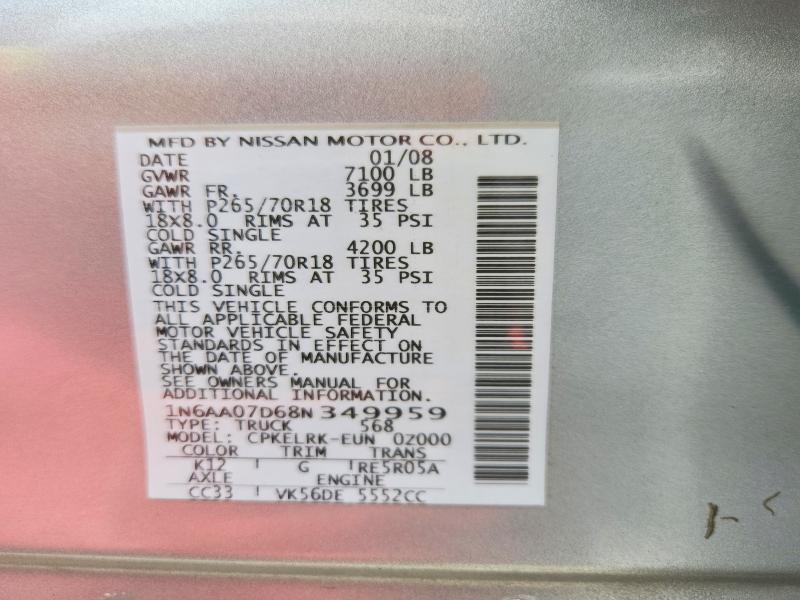 MFD BY NISSAN MOTOR CO., LTD.
DATE 01/08
GVWR 7100 LB
GAWR FR. 3699 LB
WITH P265/70R18 TIRES
18X8.0 RIMS AT 35 PSI
COLD SINGLE
GAWR RR. 4200 LB
WITH P265/70R18 TIRES
18X8.0 RIMS AT 35 PSI
COLD SINGLE
THIS VEHICLE CONFORMS TO
ALL APPLICABLE FEDERAL
MOTOR VEHICLE SAFETY
STANDARDS IN EFFECT ON
THE DATE OF MANUFACTURE
SHOWN ABOVE.
SEE OWNERS MANUAL FOR
ADDITIONAL INFORMATION.
1N6AA07D68N349959
TYPE: TRUCK 568
MODEL: CPKELRK-EUN 0Z000
COLOR TRIM TRANS
K12 G RE5R05A
AXLE ENGINE
CC33 VK56DE 5552CC